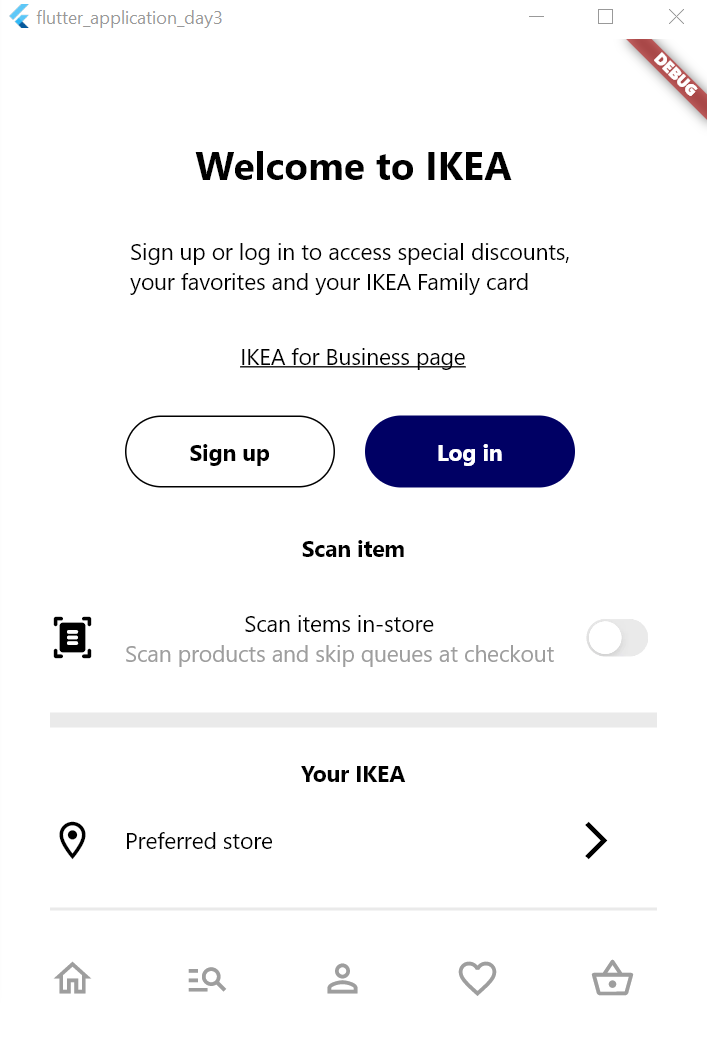 flutter_application_day3
DEBUG
Welcome to IKEA
Sign up or log in to access special discounts,
your favorites and your IKEA Family card
IKEA for Business page
Sign up
Log in
Scan item
Scan items in-store
Scan products and skip queues at checkout
Your IKEA
Preferred store